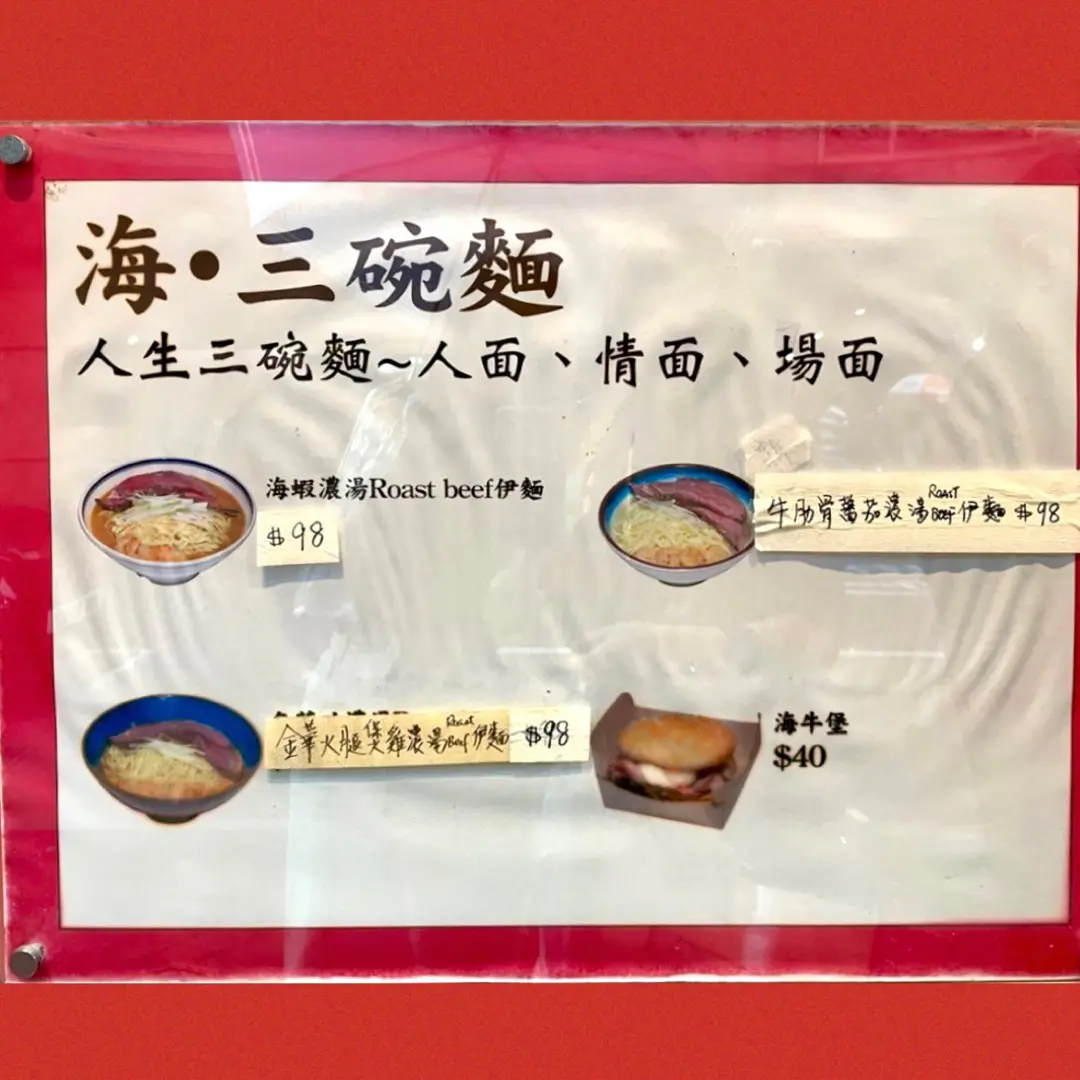 海•三碗麵
人生三碗麵~人面、情面、場面
海蝦濃湯Roast beef伊麵
$98
牛肋骨蕃茄濃湯Roast Beef伊麵 $98
金華火腿煲雞濃湯Roast Beef伊麵 $98
海牛堡
$40